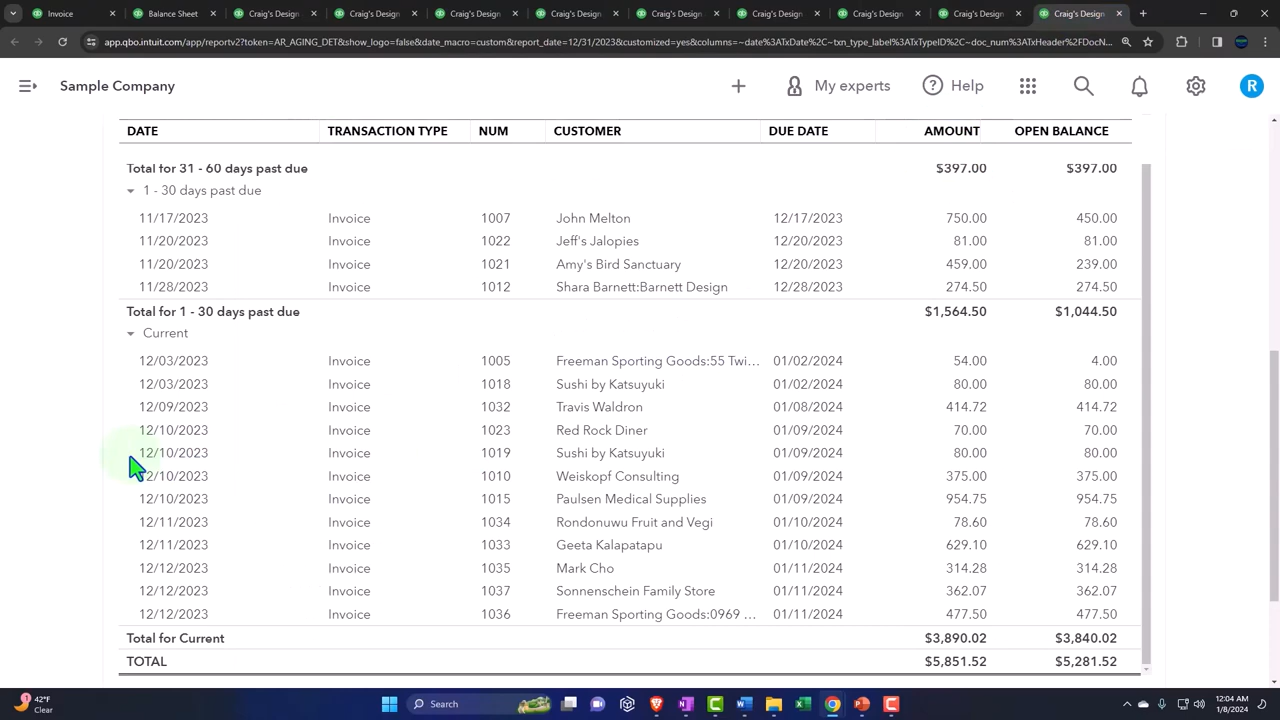 Invoice Balance Sheet Craig's Design Craig's Design Craig's Design Craig's Design Craig's Design Craig's Design Craig's Design Craig's Design Craig's Design
app.qbo.intuit.com/app/reportv2?token=AR_AGING_DET&show_logo=false&date_macro=custom&report_date=12/31/2023&customized=yes&columns=~date%3ATxDate%2C~txn_type_label%3ATxTypeID%2C~doc_num%3ATxHeader%2FDocN...
Sample Company My experts Help R
DATE TRANSACTION TYPE NUM CUSTOMER DUE DATE AMOUNT OPEN BALANCE
Total for 31 - 60 days past due $397.00 $397.00
1 - 30 days past due
11/17/2023 Invoice 1007 John Melton 12/17/2023 750.00 450.00
11/20/2023 Invoice 1022 Jeff's Jalopies 12/20/2023 81.00 81.00
11/20/2023 Invoice 1021 Amy's Bird Sanctuary 12/20/2023 459.00 239.00
11/28/2023 Invoice 1012 Shara Barnett:Barnett Design 12/28/2023 274.50 274.50
Total for 1 - 30 days past due $1,564.50 $1,044.50
Current
12/03/2023 Invoice 1005 Freeman Sporting Goods:55 Twi... 01/02/2024 54.00 4.00
12/03/2023 Invoice 1018 Sushi by Katsuyuki 01/02/2024 80.00 80.00
12/09/2023 Invoice 1032 Travis Waldron 01/08/2024 414.72 414.72
12/10/2023 Invoice 1023 Red Rock Diner 01/09/2024 70.00 70.00
12/10/2023 Invoice 1019 Sushi by Katsuyuki 01/09/2024 80.00 80.00
12/10/2023 Invoice 1010 Weiskopf Consulting 01/09/2024 375.00 375.00
12/10/2023 Invoice 1015 Paulsen Medical Supplies 01/09/2024 954.75 954.75
12/11/2023 Invoice 1034 Rondonuwu Fruit and Vegi 01/10/2024 78.60 78.60
12/11/2023 Invoice 1033 Geeta Kalapatapu 01/10/2024 629.10 629.10
12/12/2023 Invoice 1035 Mark Cho 01/11/2024 314.28 314.28
12/12/2023 Invoice 1037 Sonnenschein Family Store 01/11/2024 362.07 362.07
12/12/2023 Invoice 1036 Freeman Sporting Goods:0969 ... 01/11/2024 477.50 477.50
Total for Current $3,890.02 $3,840.02
TOTAL $5,851.52 $5,281.52
42°F Search 12:04 AM
Clear 1/8/2024